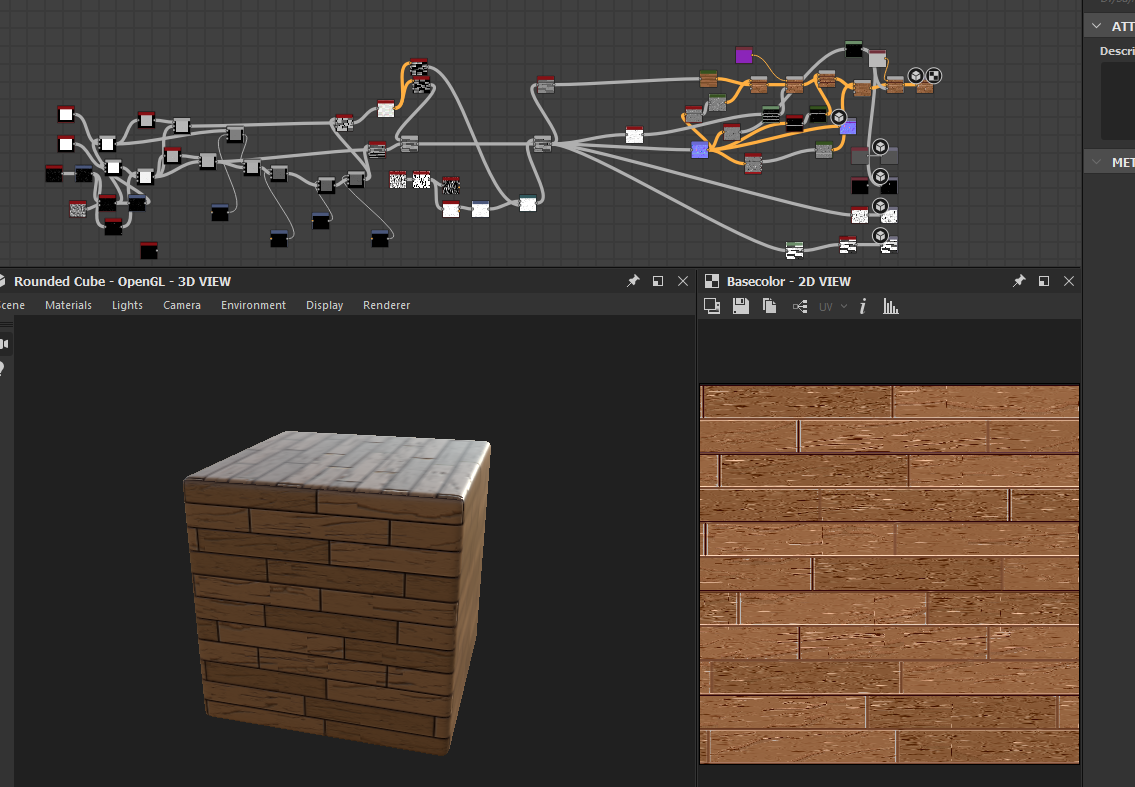 ATT
Descri
MET
Rounded Cube - OpenGL - 3D VIEW
cene Materials Lights Camera Environment Display Renderer
Basecolor - 2D VIEW
UV